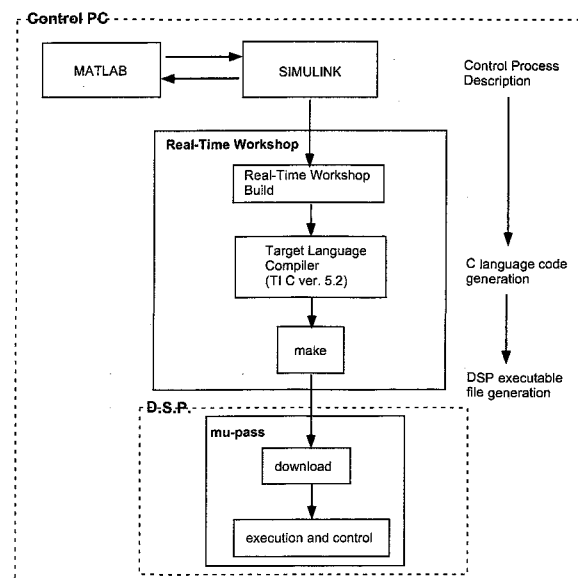 Control PC
MATLAB
SIMULINK
Control Process
Description
Real-Time Workshop
Real-Time Workshop
Build
Target Language
Compiler
(TI C ver. 5.2)
C language code
generation
make
DSP executable
file generation
D.S.P.
mu-pass
download
execution and control